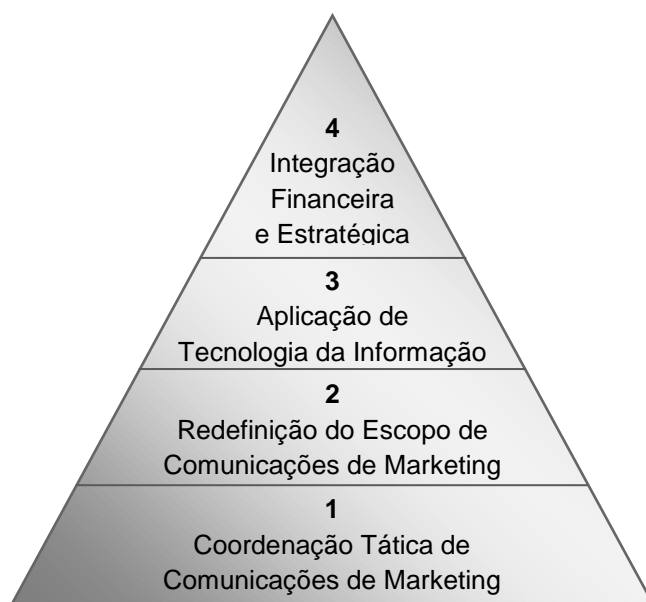 4
Integração
Financeira
e Estratégica
3
Aplicação de
Tecnologia da Informação
2
Redefinição do Escopo de
Comunicações de Marketing
1
Coordenação Tática de
Comunicações de Marketing